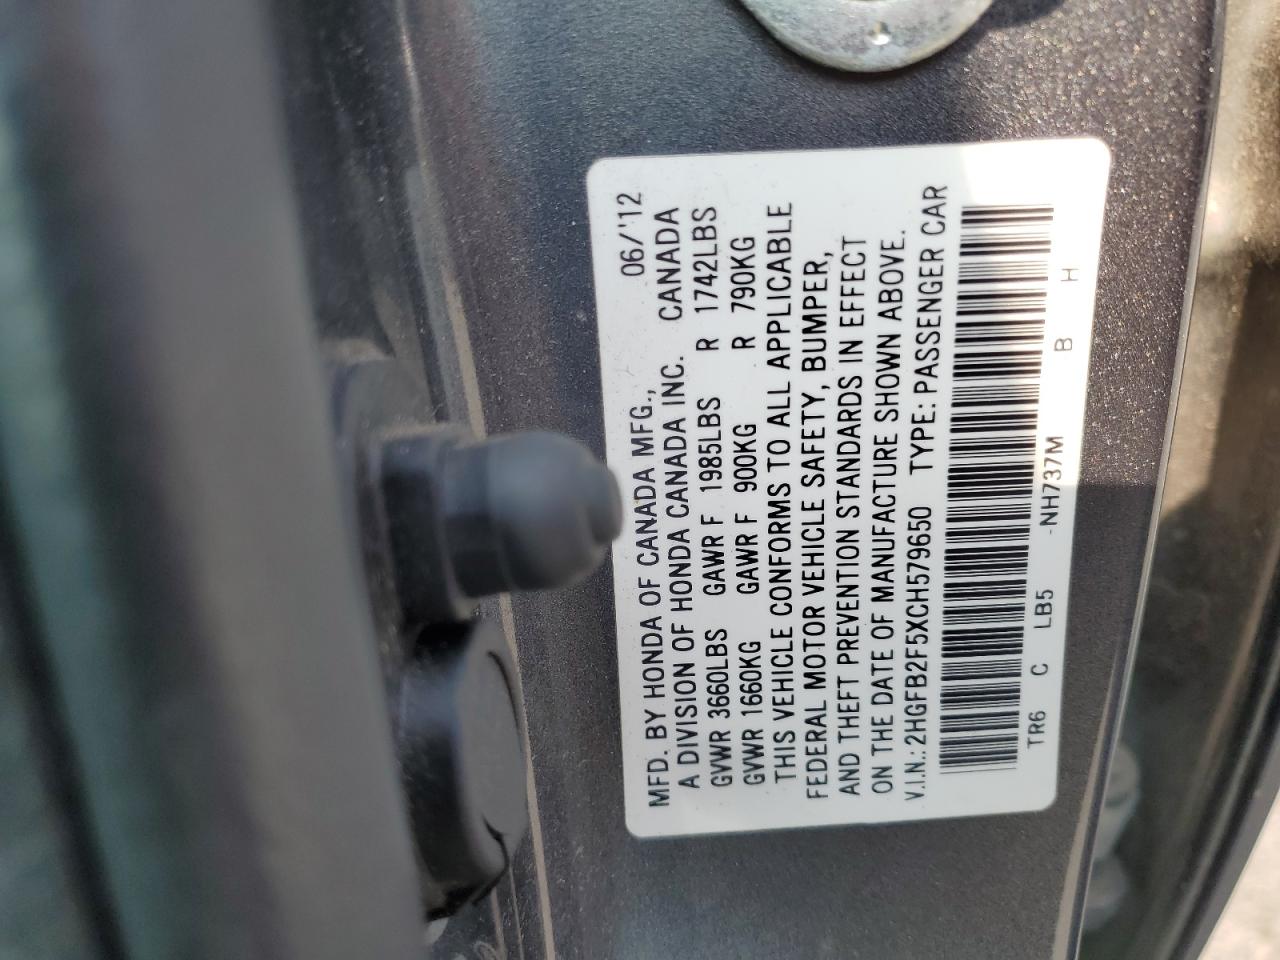 MFD. BY HONDA OF CANADA MFG., 06/'12
A DIVISION OF HONDA CANADA INC. CANADA
GVWR 3660LBS GAWR F 1985LBS R 1742LBS
GVWR 1660KG GAWR F 900KG R 790KG
THIS VEHICLE CONFORMS TO ALL APPLICABLE
FEDERAL MOTOR VEHICLE SAFETY, BUMPER,
AND THEFT PREVENTION STANDARDS IN EFFECT
ON THE DATE OF MANUFACTURE SHOWN ABOVE.
V.I.N.: 2HGFB2F5XCH579650 TYPE: PASSENGER CAR
TR6 C LB5 -NH737M B H